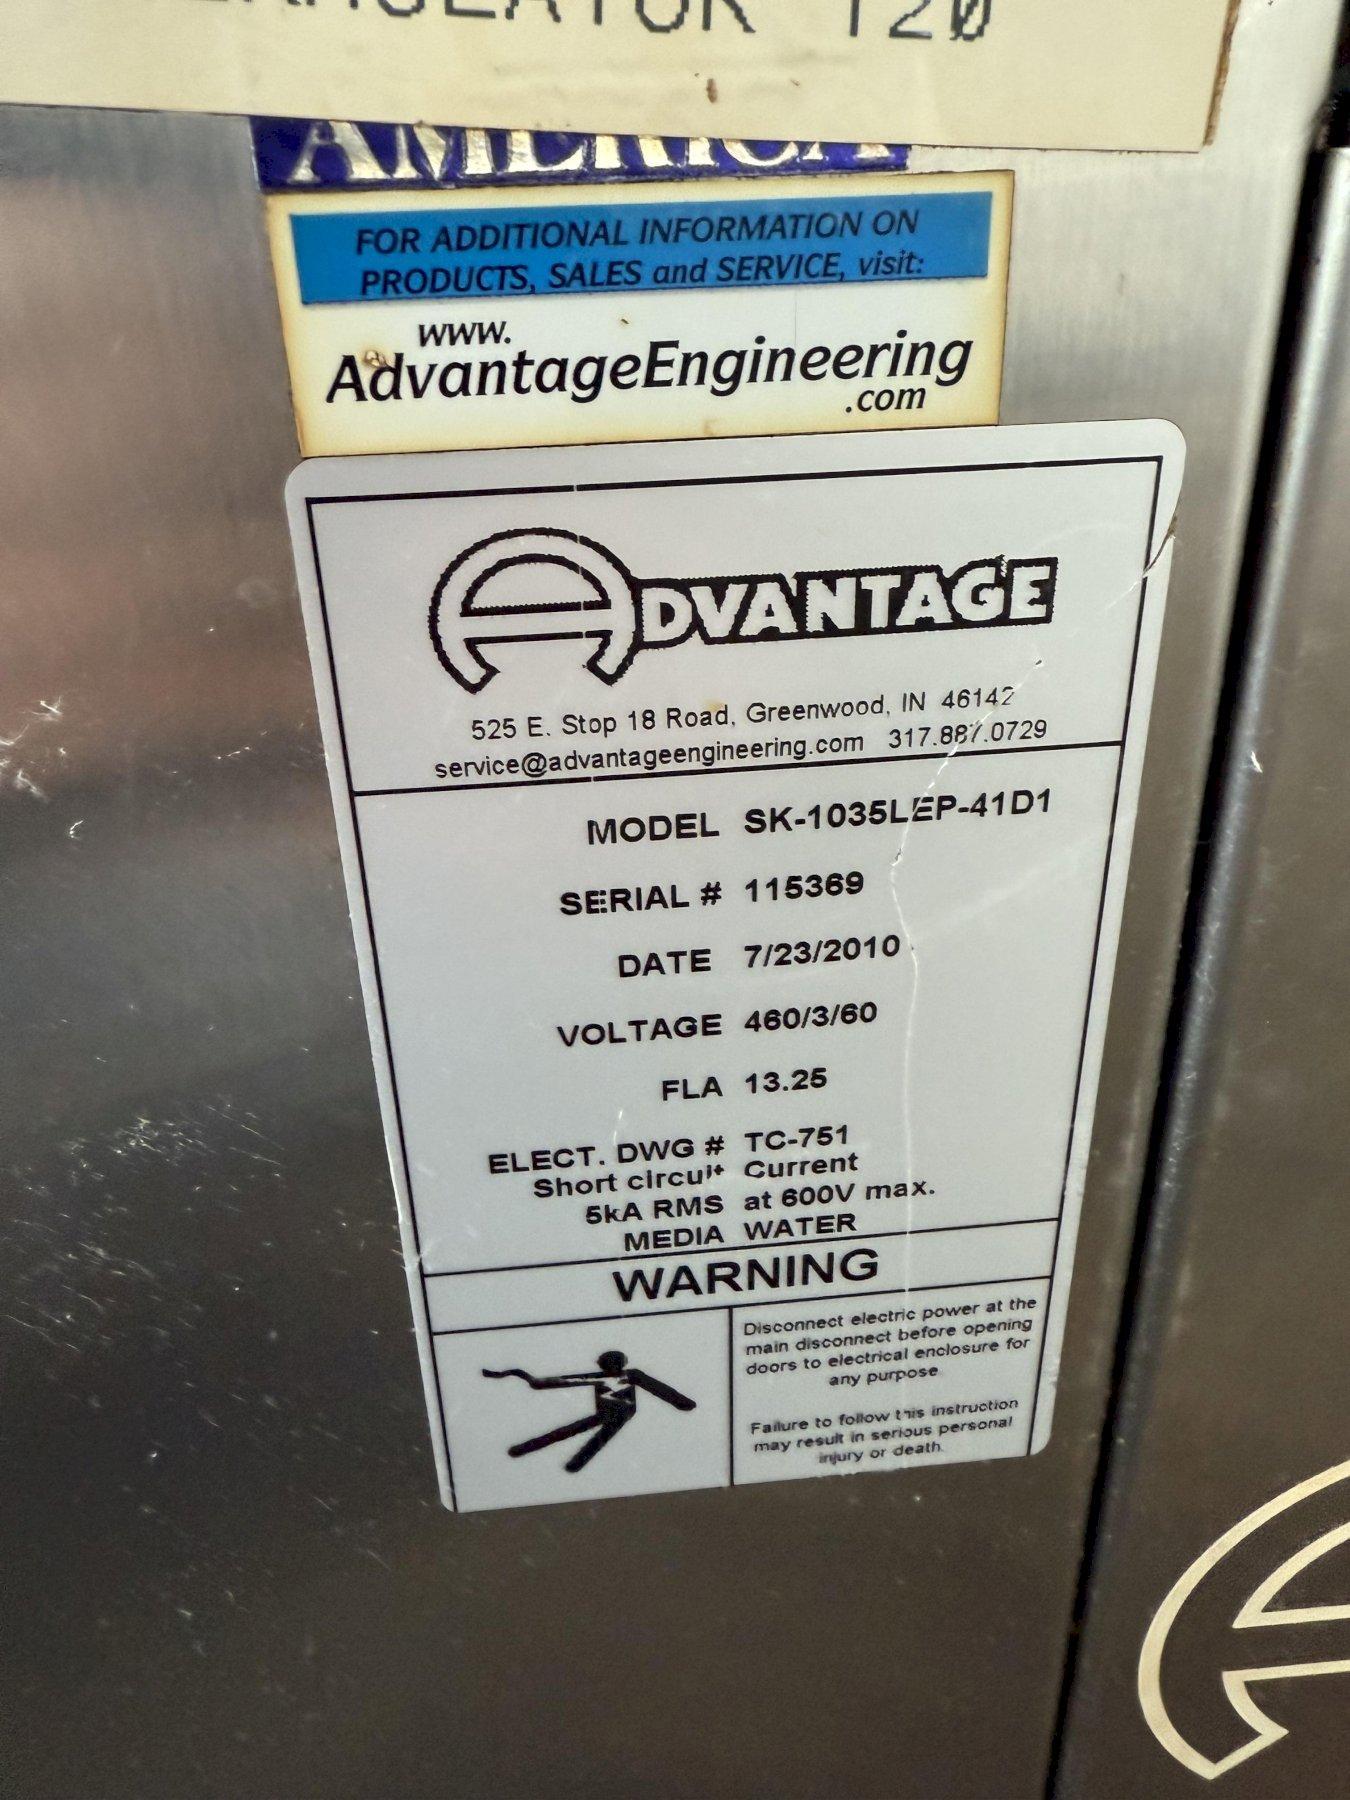 T20
AMERICA
FOR ADDITIONAL INFORMATION ON
PRODUCTS, SALES and SERVICE, visit:
www.
AdvantageEngineering
.com
ADVANTAGE
525 E. Stop 18 Road, Greenwood, IN 46142
service@advantageengineering.com 317.887.0729
MODEL SK-1035LEP-41D1
SERIAL # 115369
DATE 7/23/2010
VOLTAGE 460/3/60
FLA 13.25
ELECT. DWG # TC-751
Short circuit Current
5kA RMS at 600V max.
MEDIA WATER
WARNING
Disconnect electric power at the
main disconnect before opening
doors to electrical enclosure for
any purpose
Failure to follow this instruction
may result in serious personal
injury or death.